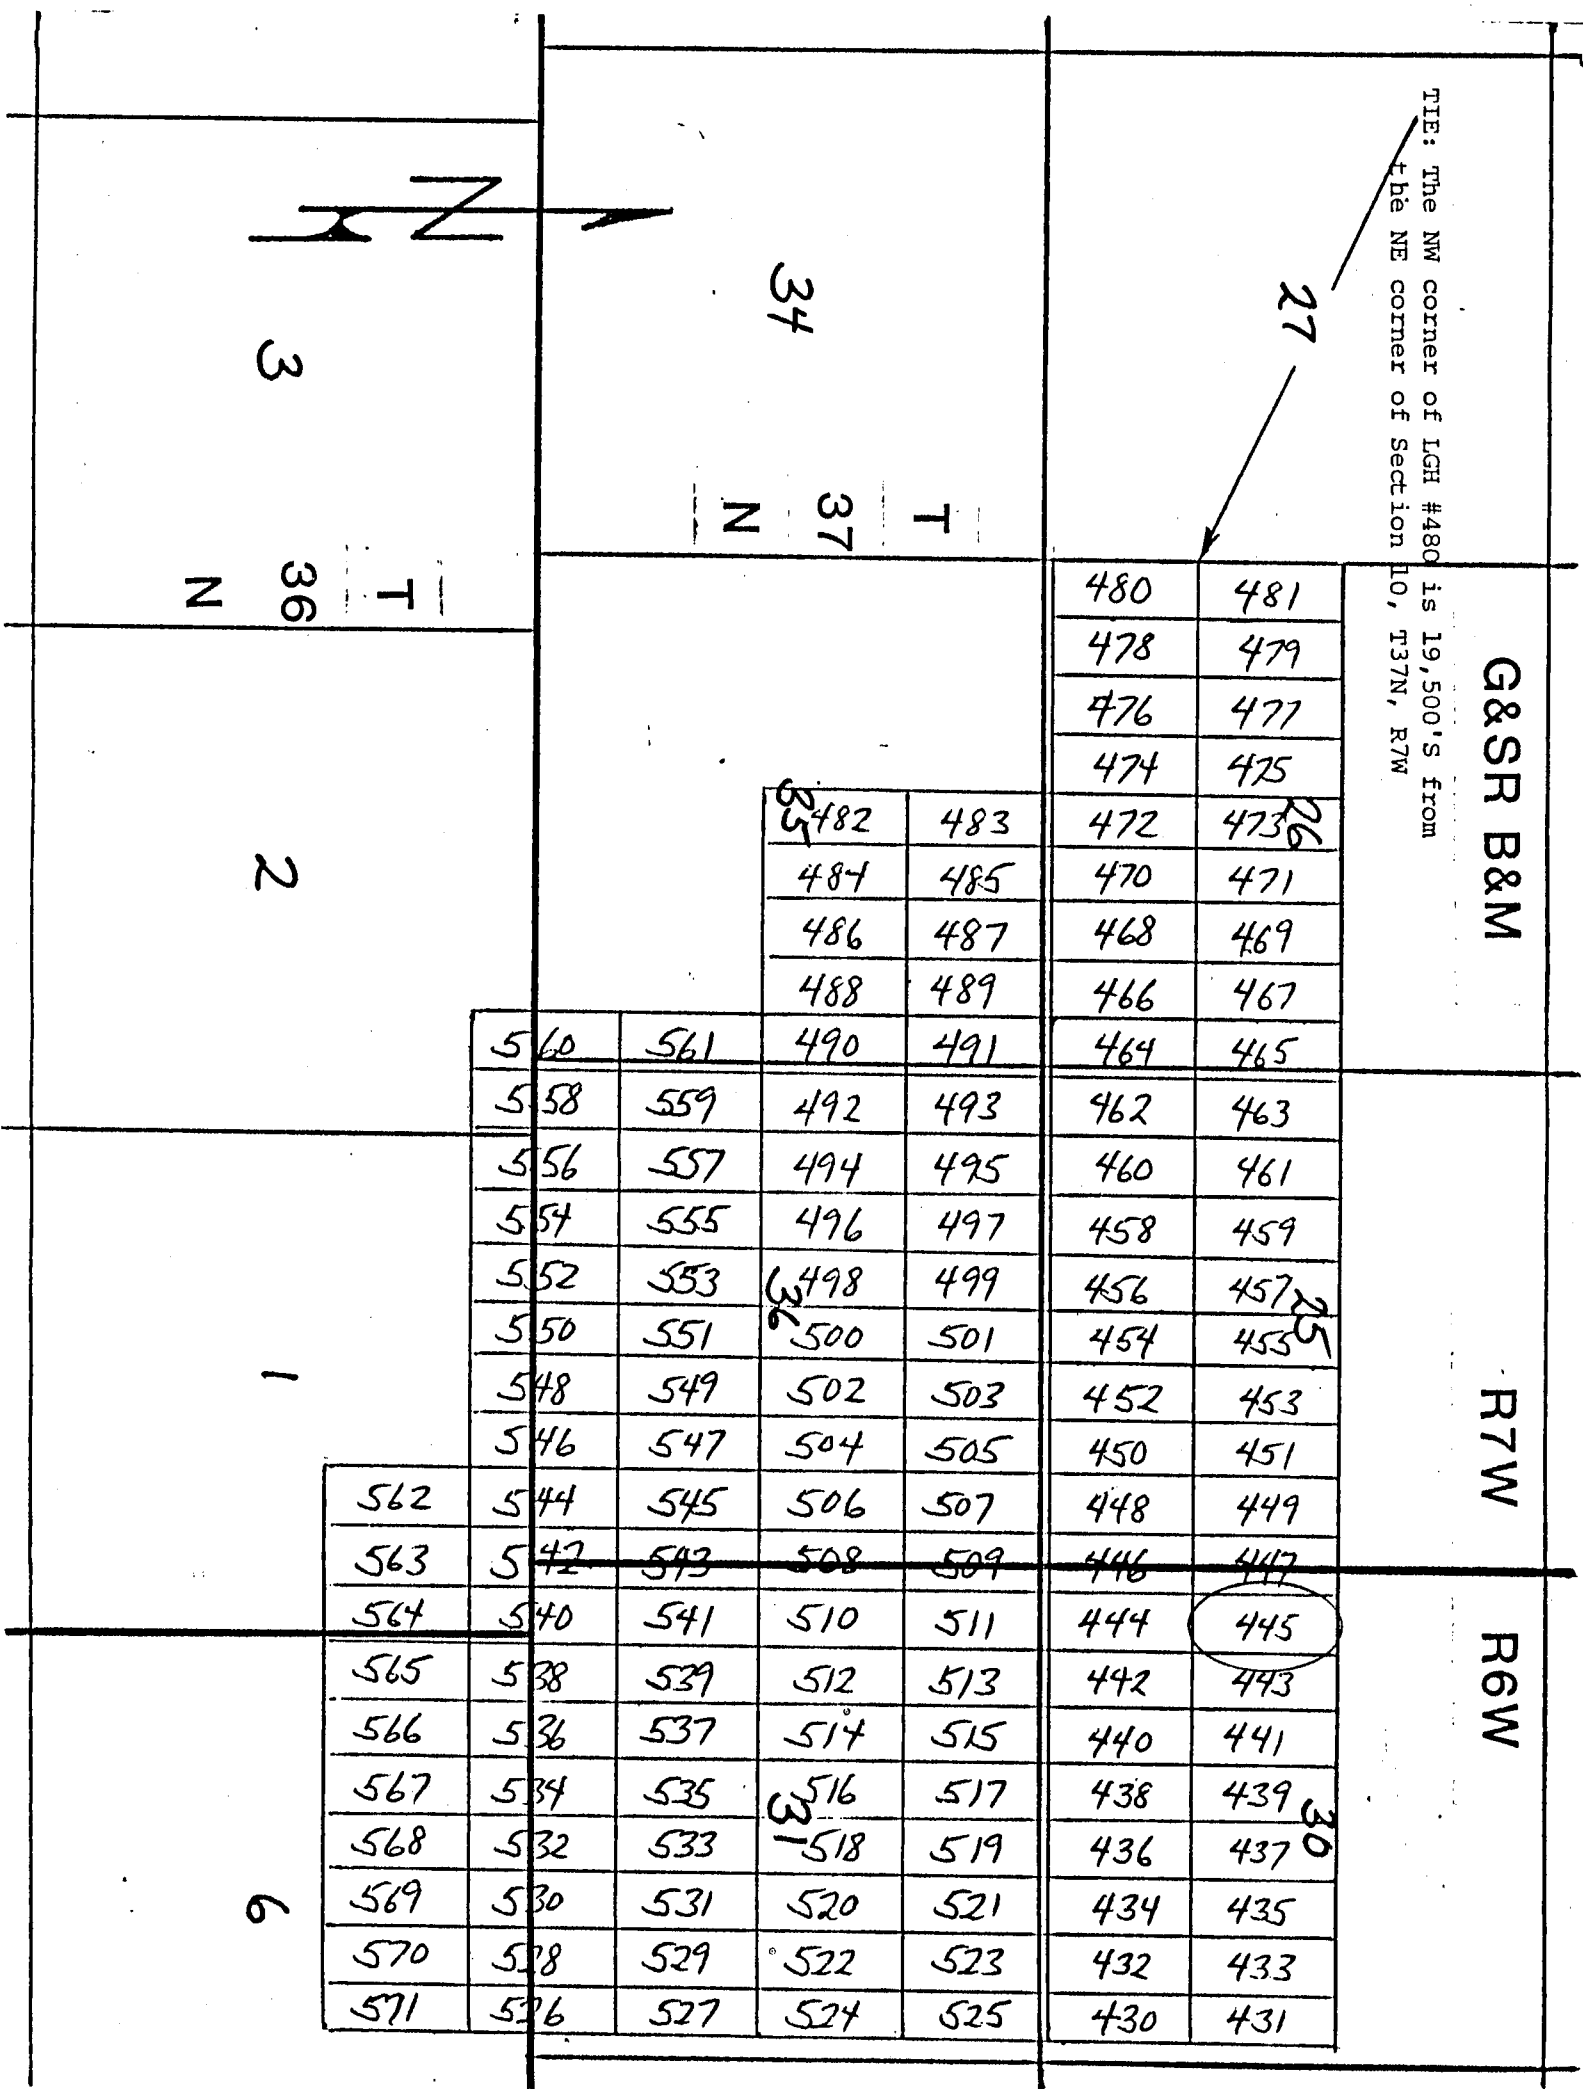 TIE: The NW corner of LGH #480 is 19,500'S from
the NE corner of Section 10, T37N, R7W
G&SR B&M
R7W
R6W
27
26
25
30
34
T
37
N
35
36
31
N
3
T
36
N
2
1
6
480 481
478 479
476 477
474 475
482 483 472 473
484 485 470 471
486 487 468 469
488 489 466 467
560 561 490 491 464 465
558 559 492 493 462 463
556 557 494 495 460 461
554 555 496 497 458 459
552 553 498 499 456 457
550 551 500 501 454 455
548 549 502 503 452 453
546 547 504 505 450 451
562 544 545 506 507 448 449
563 542 543 508 509 446 447
564 540 541 510 511 444 445
565 538 539 512 513 442 443
566 536 537 514 515 440 441
567 534 535 516 517 438 439
568 532 533 518 519 436 437
569 530 531 520 521 434 435
570 528 529 522 523 432 433
571 526 527 524 525 430 431